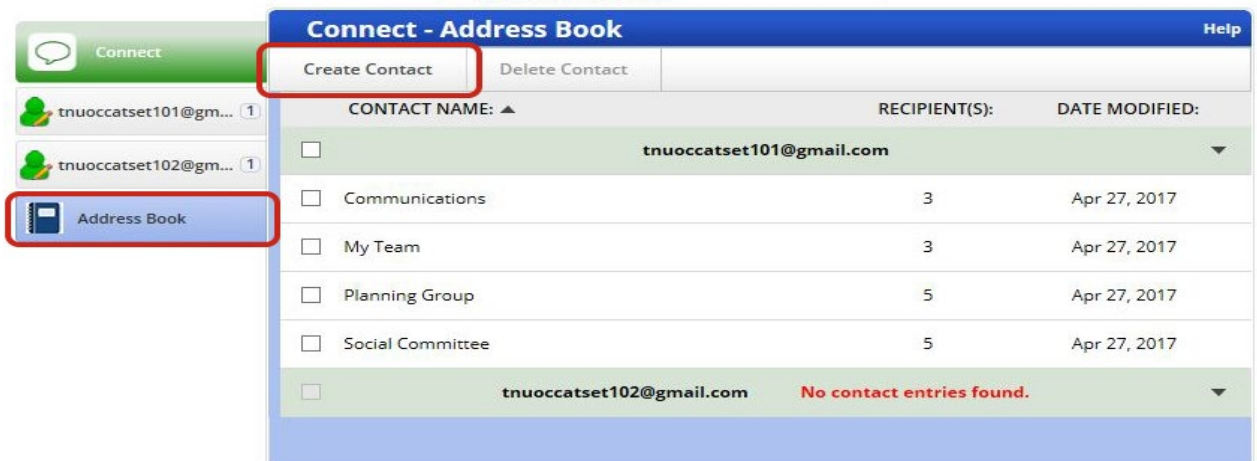 Connect - Address Book Help
Connect
Create Contact Delete Contact
CONTACT NAME: RECIPIENT(S): DATE MODIFIED:
tnuoccatset101@gm... 1
tnuoccatset101@gmail.com
tnuoccatset102@gm... 1
Communications 3 Apr 27, 2017
Address Book
My Team 3 Apr 27, 2017
Planning Group 5 Apr 27, 2017
Social Committee 5 Apr 27, 2017
tnuoccatset102@gmail.com No contact entries found.